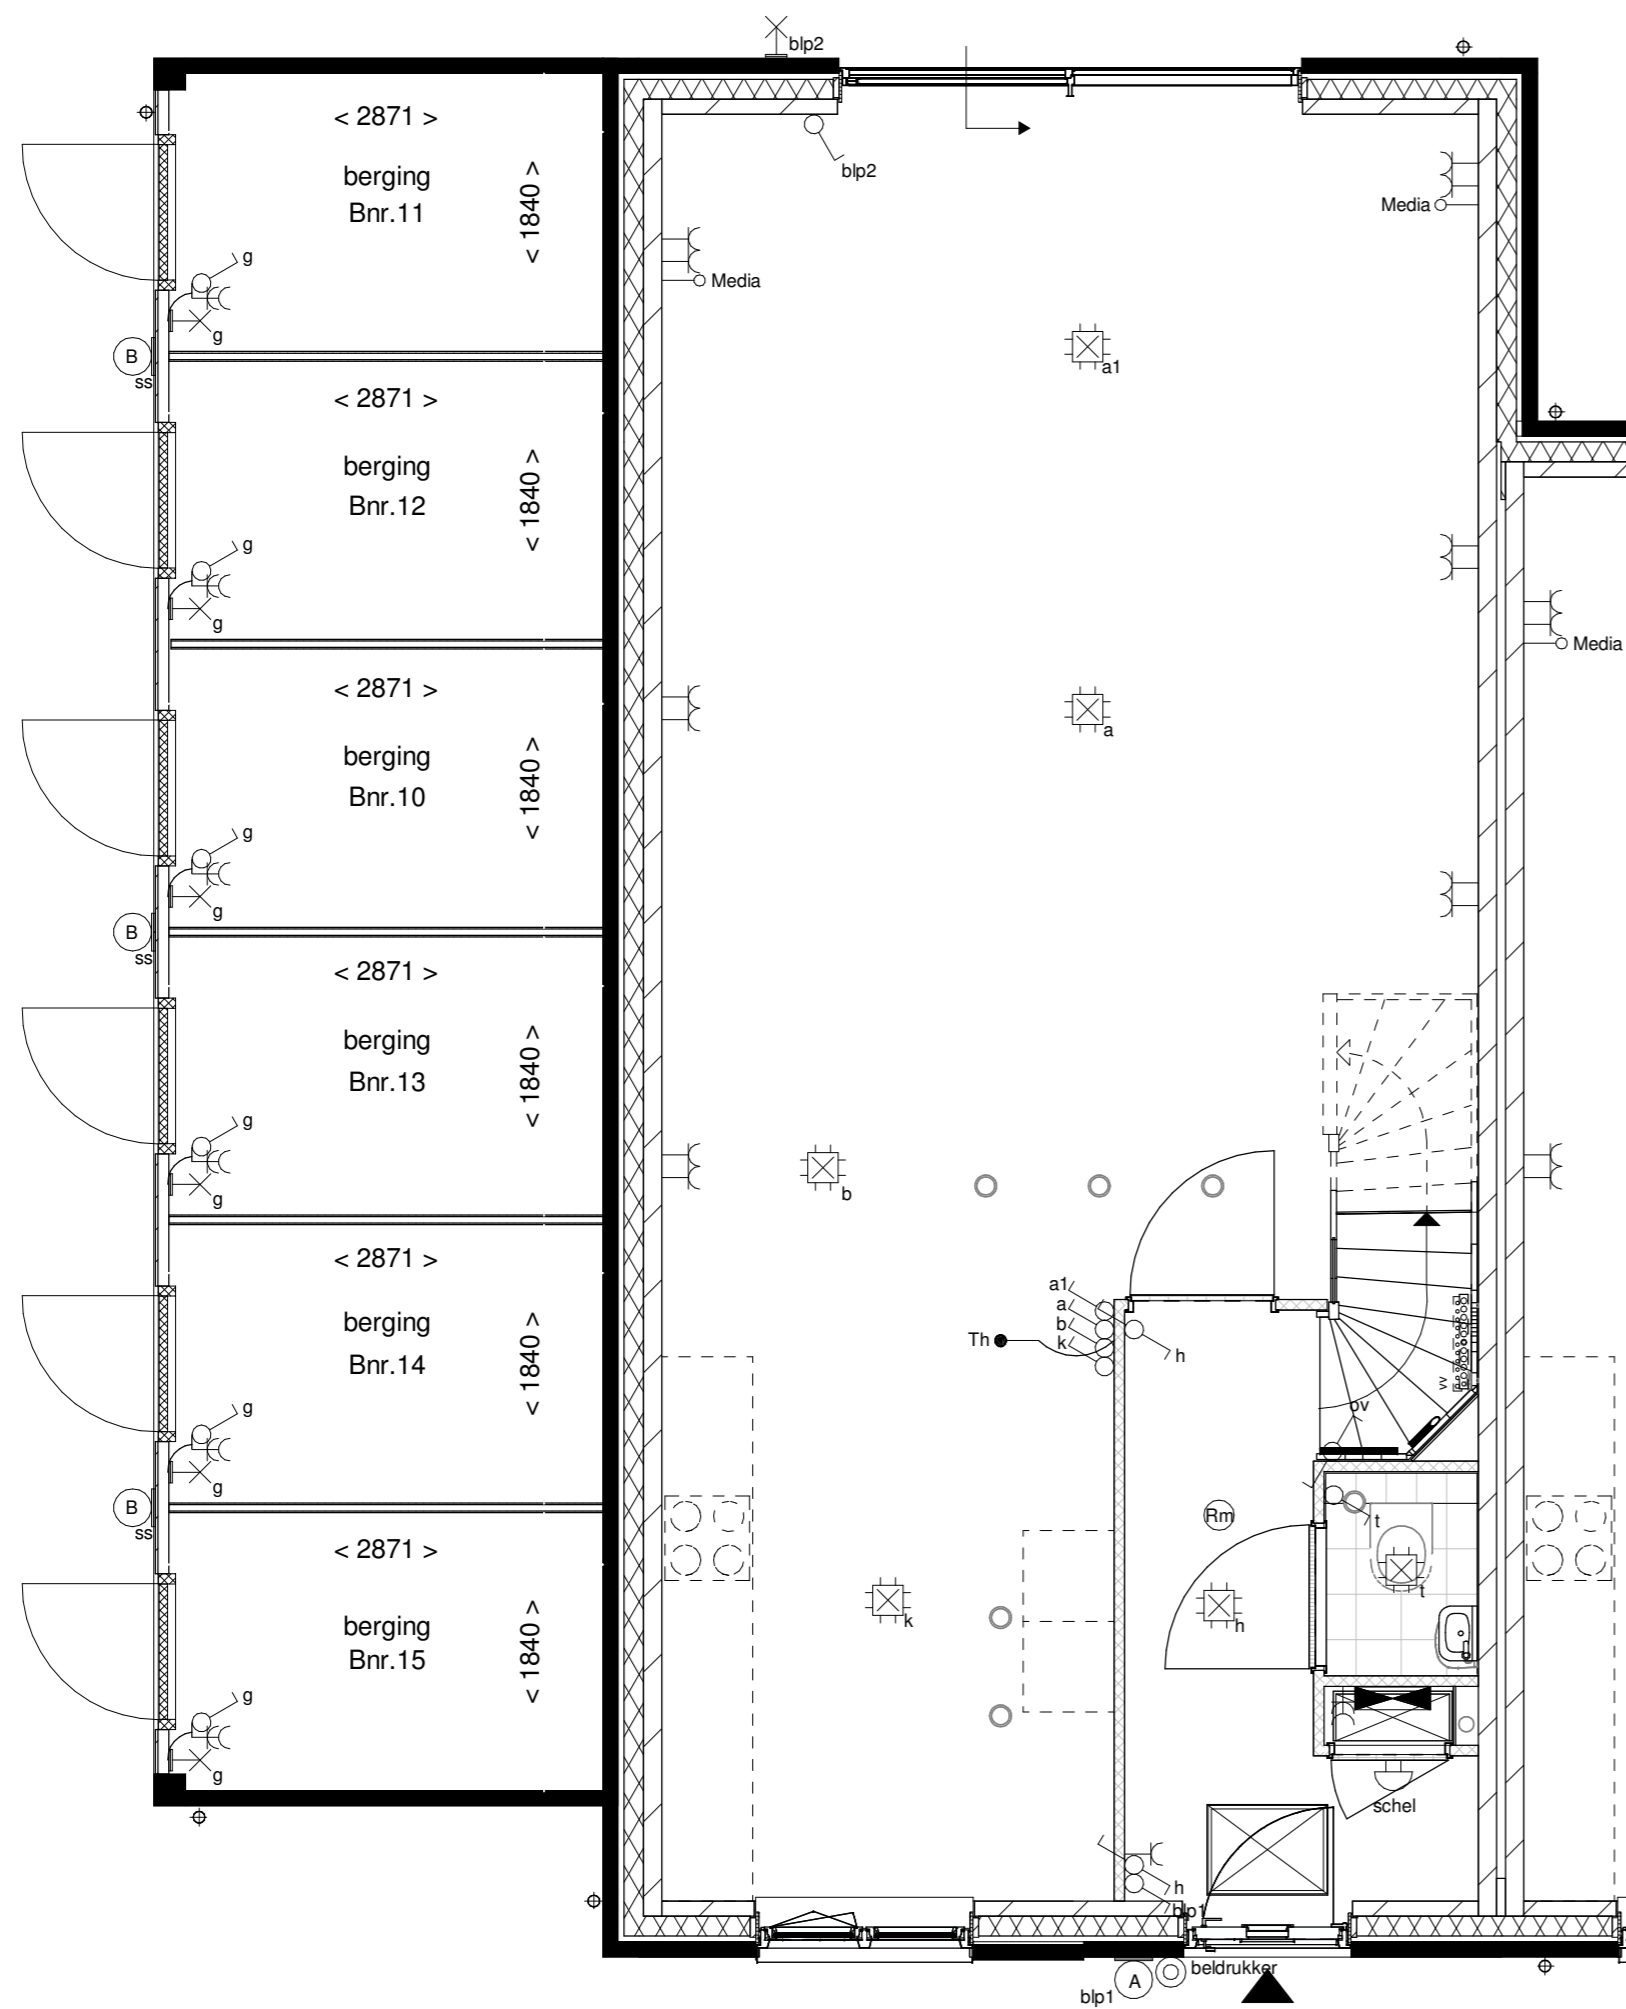 blp2
blp2
< 2871 >
berging
Bnr.11
< 1840 >
g
g
B
ss
Media
Media
a1
< 2871 >
berging
Bnr.12
< 1840 >
g
g
Media
< 2871 >
berging
Bnr.10
< 1840 >
g
g
B
ss
a
< 2871 >
berging
Bnr.13
< 1840 >
g
g
b
< 2871 >
berging
Bnr.14
< 1840 >
g
g
B
ss
a1
a
b
k
Th
h
vv
ov
Rm
t
t
k
h
< 2871 >
berging
Bnr.15
< 1840 >
g
g
schel
h
blp1
beldrukker
A
blp1